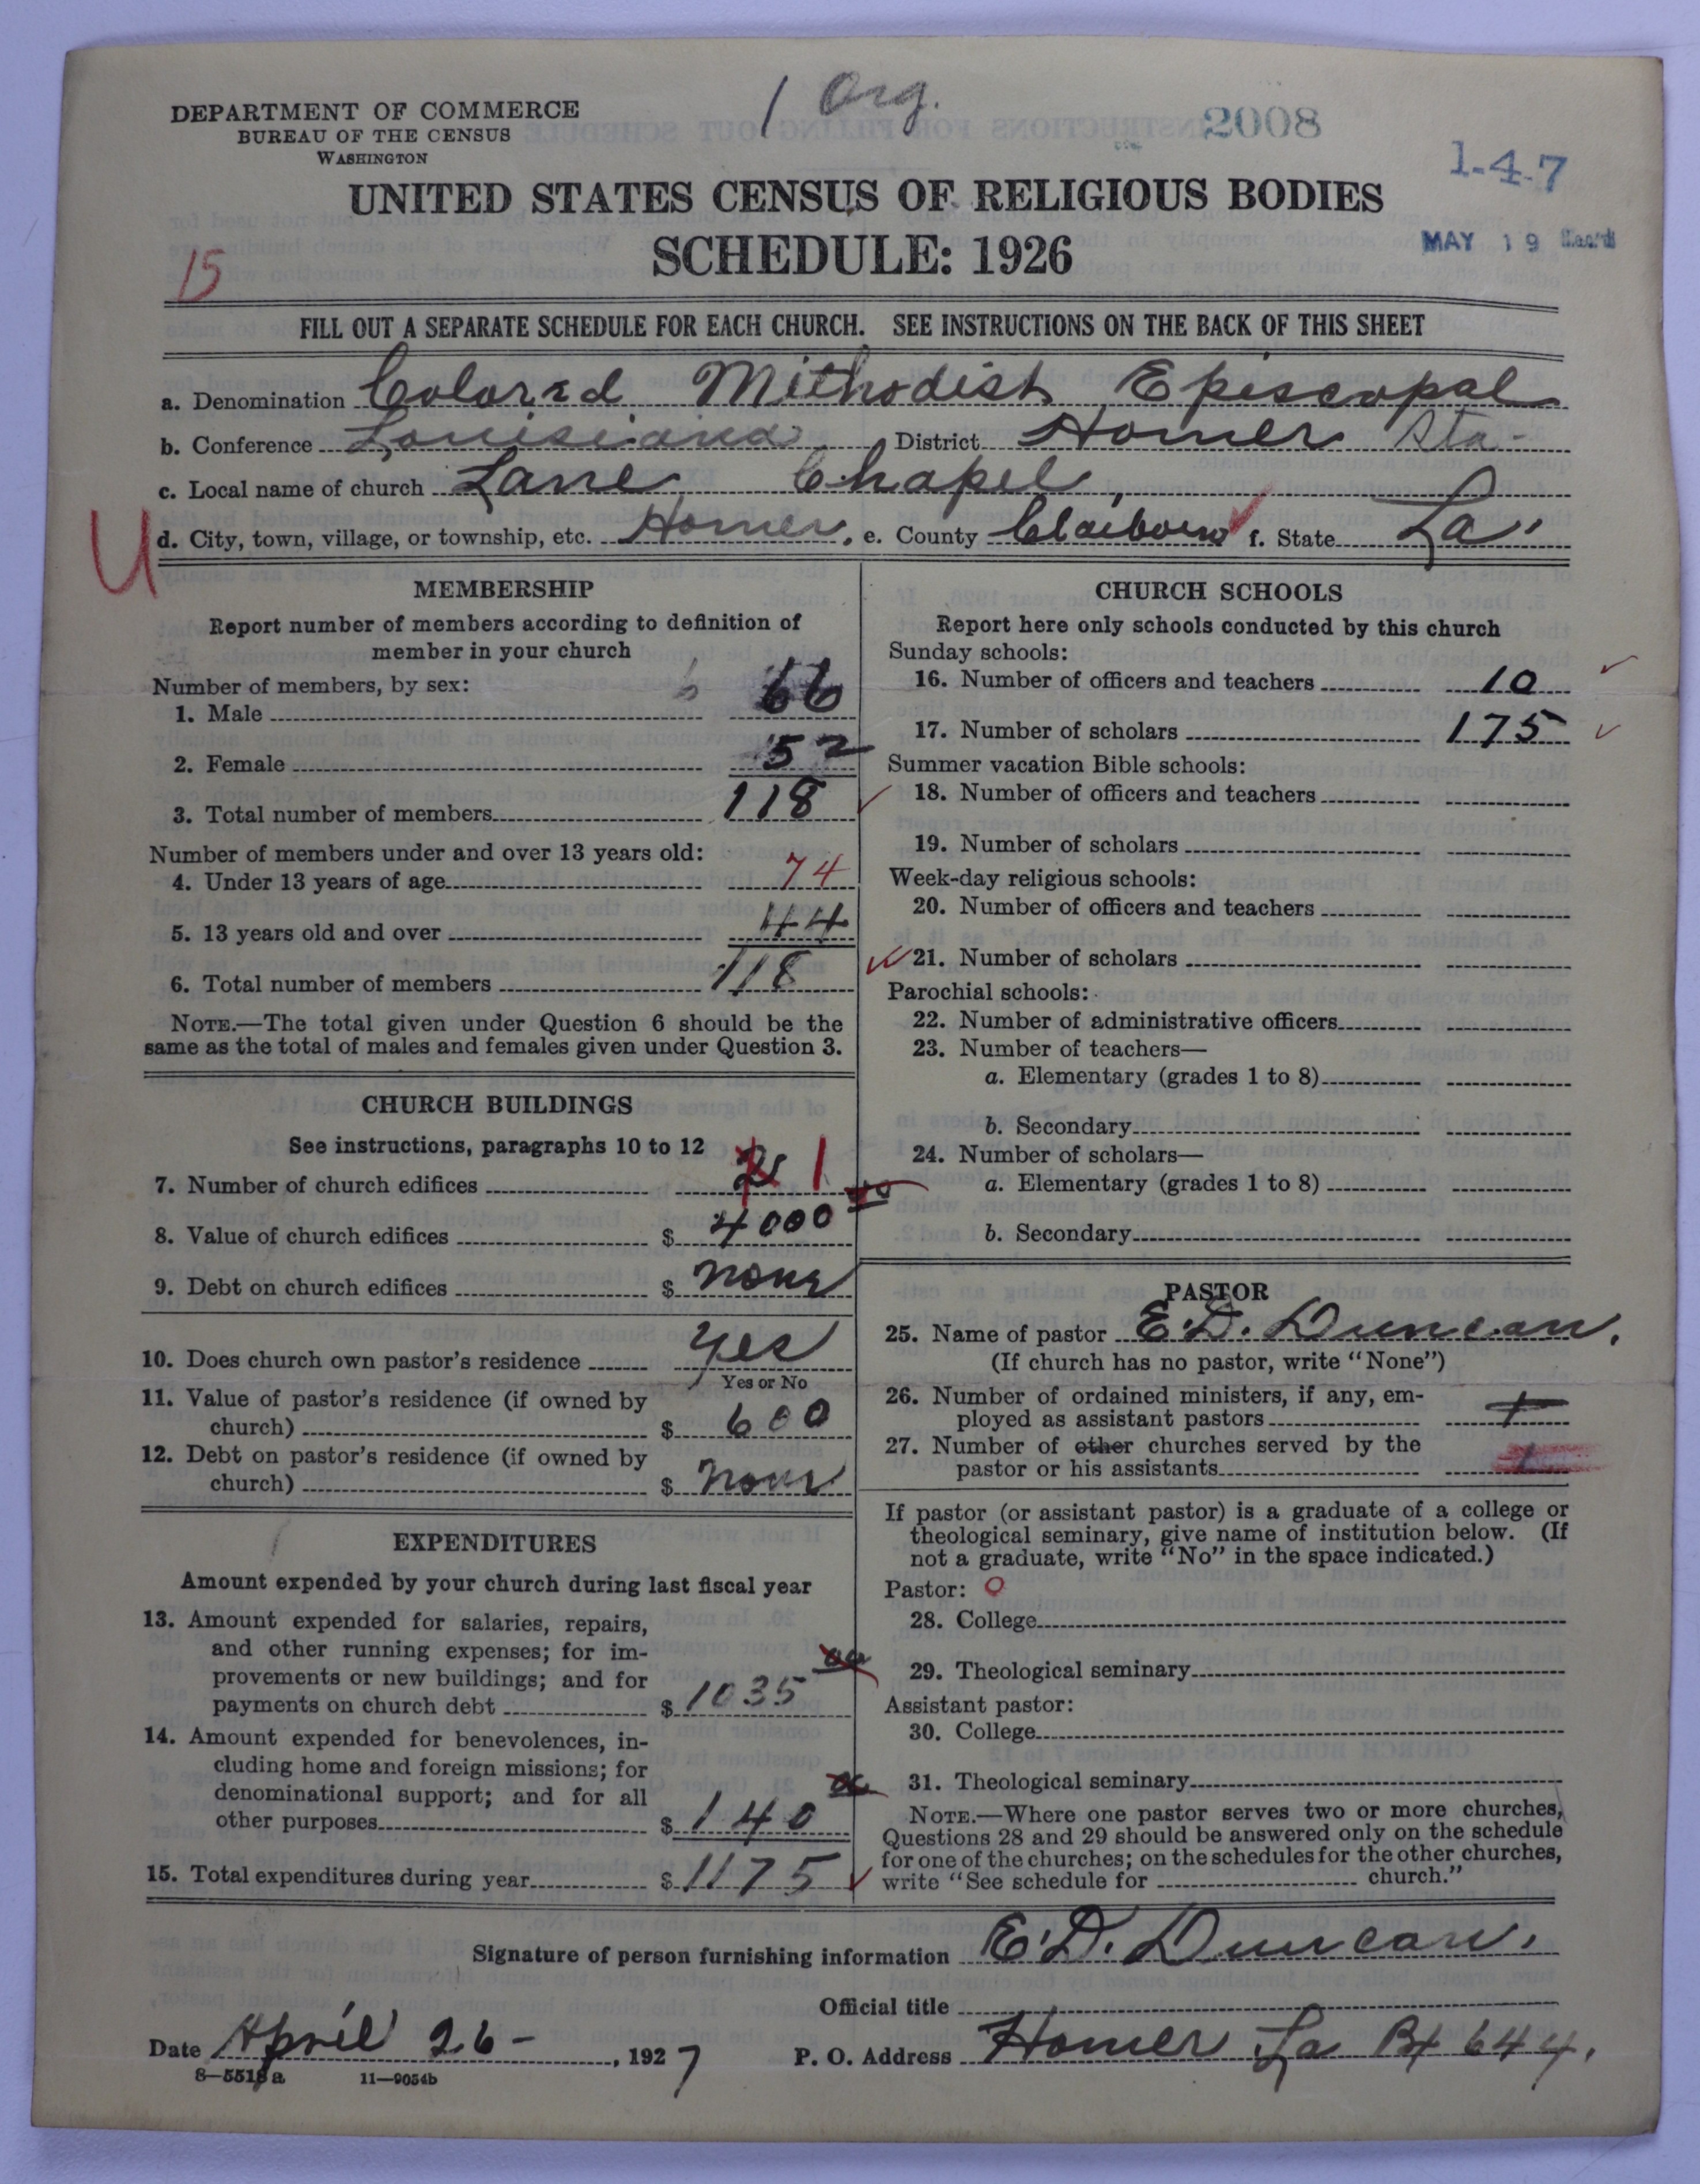 1 Org.
DEPARTMENT OF COMMERCE
BUREAU OF THE CENSUS
WASHINGTON
2008
1-4-7
UNITED STATES CENSUS OF RELIGIOUS BODIES
SCHEDULE: 1926
MAY 19
15
FILL OUT A SEPARATE SCHEDULE FOR EACH CHURCH. SEE INSTRUCTIONS ON THE BACK OF THIS SHEET
a. Denomination Colored Mithodist Episcopal
b. Conference Louisiana District Homer Sta-
c. Local name of church Lane Chapel,
U d. City, town, village, or township, etc. Homer, e. County Claiborn f. State La.
MEMBERSHIP
Report number of members according to definition of
member in your church
Number of members, by sex:
1. Male 66
2. Female 52
3. Total number of members 118
Number of members under and over 13 years old:
4. Under 13 years of age 74
5. 13 years old and over 44
6. Total number of members 118
NOTE.—The total given under Question 6 should be the
same as the total of males and females given under Question 3.
CHURCH BUILDINGS
See instructions, paragraphs 10 to 12
7. Number of church edifices 2 1
8. Value of church edifices $ 4000
9. Debt on church edifices $ none
10. Does church own pastor's residence yes
Yes or No
11. Value of pastor's residence (if owned by
church) $ 600
12. Debt on pastor's residence (if owned by
church) $ none
EXPENDITURES
Amount expended by your church during last fiscal year
13. Amount expended for salaries, repairs,
and other running expenses; for im-
provements or new buildings; and for
payments on church debt $ 1035
14. Amount expended for benevolences, in-
cluding home and foreign missions; for
denominational support; and for all
other purposes $ 140
15. Total expenditures during year $ 1175
CHURCH SCHOOLS
Report here only schools conducted by this church
Sunday schools:
16. Number of officers and teachers 10
17. Number of scholars 175
Summer vacation Bible schools:
18. Number of officers and teachers
19. Number of scholars
Week-day religious schools:
20. Number of officers and teachers
21. Number of scholars
Parochial schools:
22. Number of administrative officers
23. Number of teachers—
a. Elementary (grades 1 to 8)
b. Secondary
24. Number of scholars—
a. Elementary (grades 1 to 8)
b. Secondary
PASTOR
25. Name of pastor E.D. Duncan.
(If church has no pastor, write "None")
26. Number of ordained ministers, if any, em-
ployed as assistant pastors 1
27. Number of other churches served by the
pastor or his assistants 1
If pastor (or assistant pastor) is a graduate of a college or
theological seminary, give name of institution below. (If
not a graduate, write "No" in the space indicated.)
Pastor: 0
28. College
29. Theological seminary
Assistant pastor:
30. College
31. Theological seminary
NOTE.—Where one pastor serves two or more churches,
Questions 28 and 29 should be answered only on the schedule
for one of the churches; on the schedules for the other churches,
write "See schedule for church."
Signature of person furnishing information E.D. Duncan.
Official title
Date April 26- , 1927 P. O. Address Homer La Bx 644.
8—5518a 11—9054b